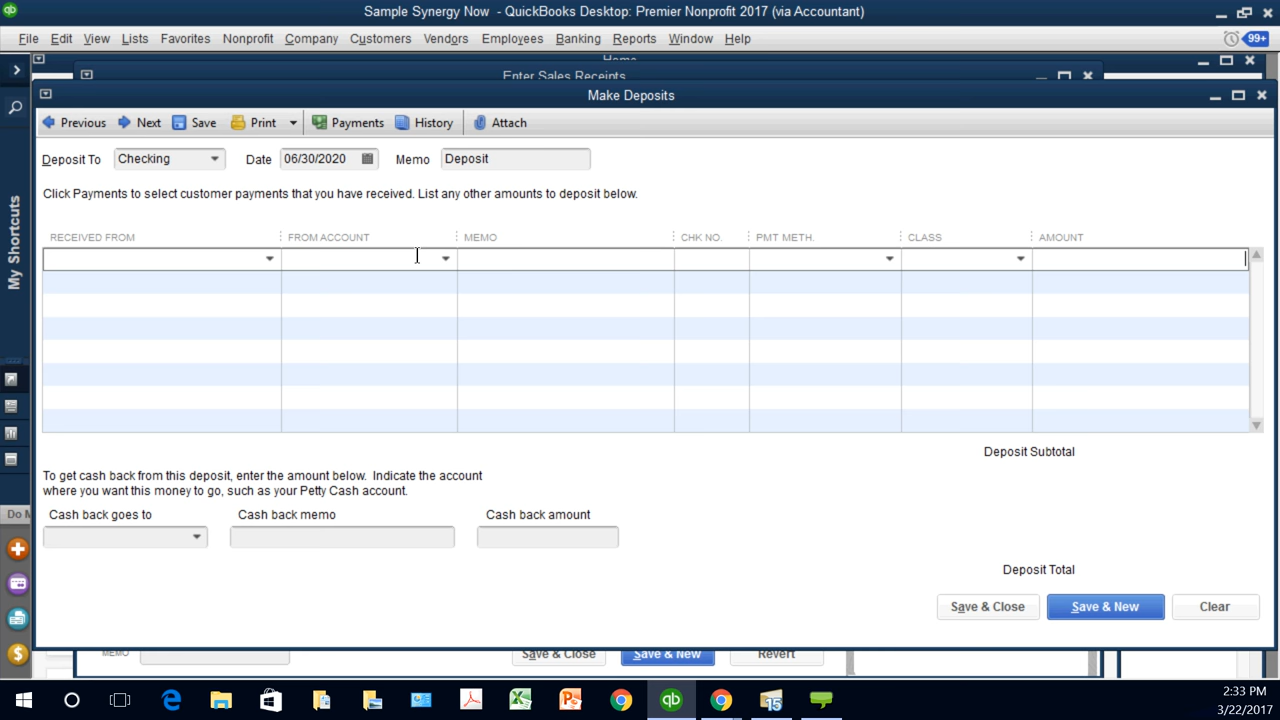 Sample Synergy Now - QuickBooks Desktop: Premier Nonprofit 2017 (via Accountant)
File Edit View Lists Favorites Nonprofit Company Customers Vendors Employees Banking Reports Window Help 99+
Home
Enter Sales Receipts
Make Deposits
Previous Next Save Print Payments History Attach
Deposit To Checking Date 06/30/2020 Memo Deposit
Click Payments to select customer payments that you have received. List any other amounts to deposit below.
My Shortcuts
RECEIVED FROM FROM ACCOUNT MEMO CHK NO. PMT METH. CLASS AMOUNT
Deposit Subtotal
To get cash back from this deposit, enter the amount below. Indicate the account
where you want this money to go, such as your Petty Cash account.
Do M
Cash back goes to Cash back memo Cash back amount
Deposit Total
Save & Close Save & New Clear
MEMO Save & Close Save & New Revert
15
2:33 PM
3/22/2017